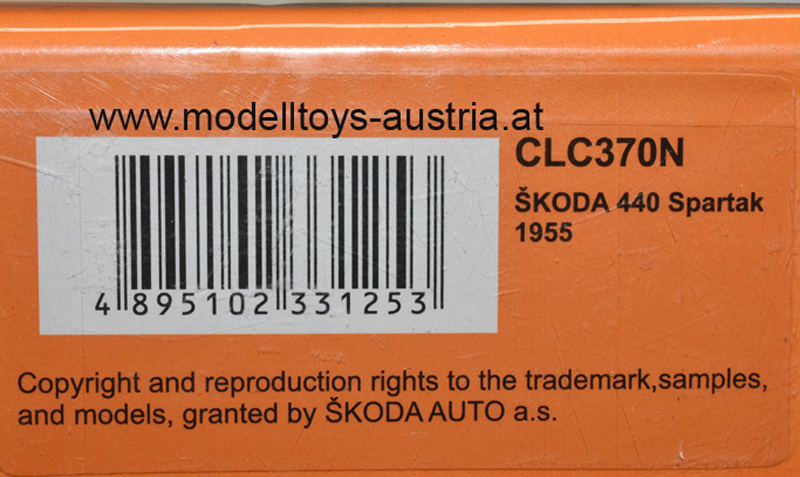 www.modelltoys-austria.at
CLC370N
ŠKODA 440 Spartak
1955
4 895102 331253
Copyright and reproduction rights to the trademark,samples,
and models, granted by ŠKODA AUTO a.s.